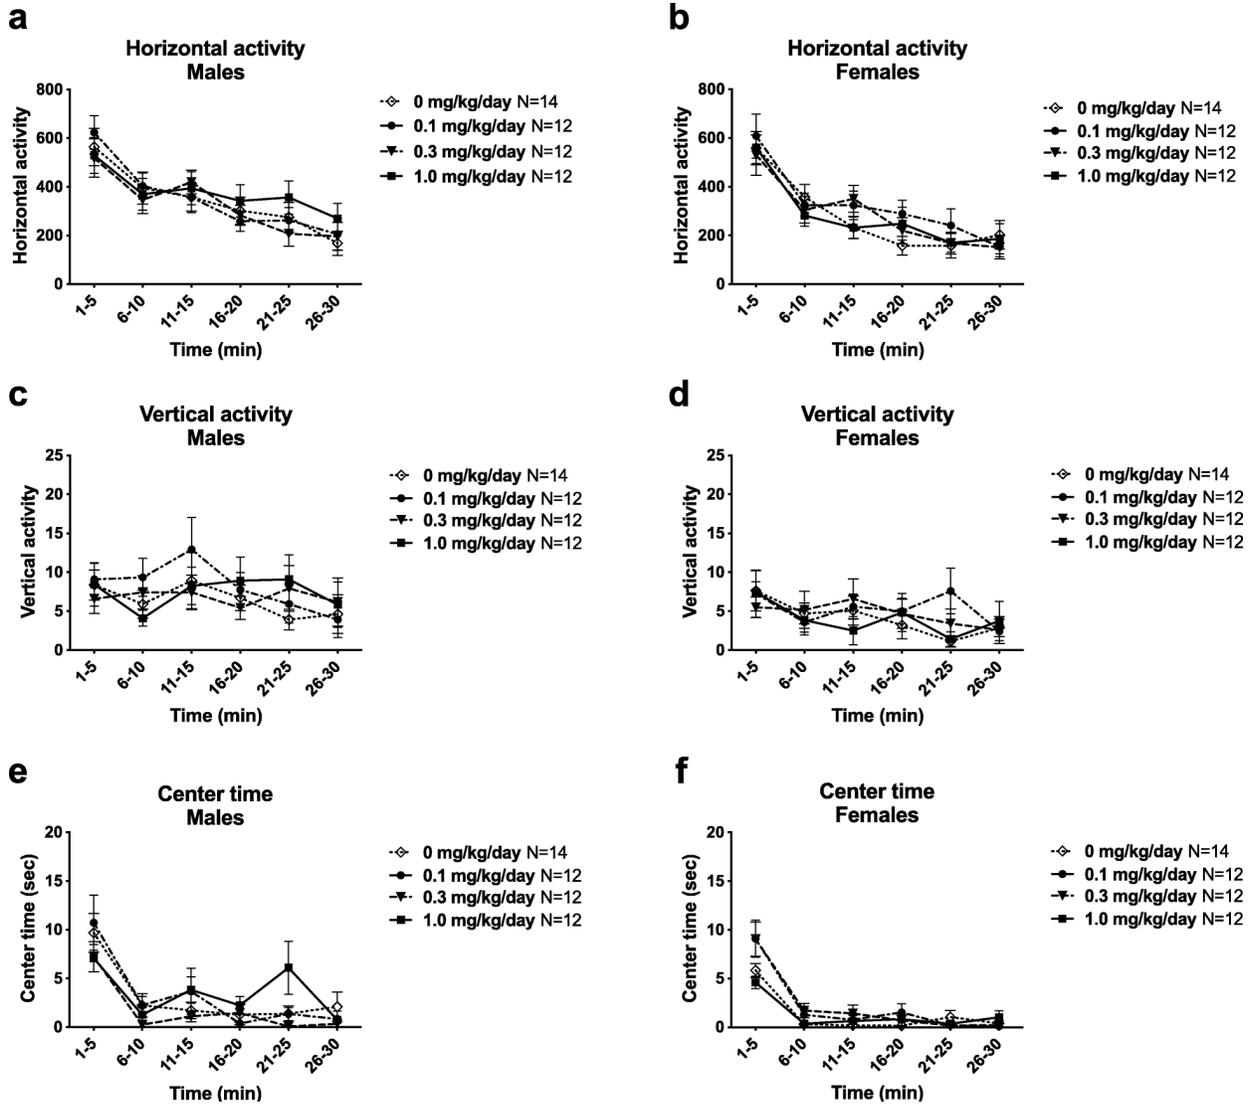 a
Horizontal activity
Males
Horizontal activity
800
600
400
200
0
1-5
6-10
11-15
16-20
21-25
26-30
Time (min)
0 mg/kg/day N=14
0.1 mg/kg/day N=12
0.3 mg/kg/day N=12
1.0 mg/kg/day N=12
b
Horizontal activity
Females
Horizontal activity
800
600
400
200
0
1-5
6-10
11-15
16-20
21-25
26-30
Time (min)
0 mg/kg/day N=14
0.1 mg/kg/day N=12
0.3 mg/kg/day N=12
1.0 mg/kg/day N=12
c
Vertical activity
Males
Vertical activity
25
20
15
10
5
0
1-5
6-10
11-15
16-20
21-25
26-30
Time (min)
0 mg/kg/day N=14
0.1 mg/kg/day N=12
0.3 mg/kg/day N=12
1.0 mg/kg/day N=12
d
Vertical activity
Females
Vertical activity
25
20
15
10
5
0
1-5
6-10
11-15
16-20
21-25
26-30
Time (min)
0 mg/kg/day N=14
0.1 mg/kg/day N=12
0.3 mg/kg/day N=12
1.0 mg/kg/day N=12
e
Center time
Males
Center time (sec)
20
15
10
5
0
1-5
6-10
11-15
16-20
21-25
26-30
Time (min)
0 mg/kg/day N=14
0.1 mg/kg/day N=12
0.3 mg/kg/day N=12
1.0 mg/kg/day N=12
f
Center time
Females
Center time (sec)
20
15
10
5
0
1-5
6-10
11-15
16-20
21-25
26-30
Time (min)
0 mg/kg/day N=14
0.1 mg/kg/day N=12
0.3 mg/kg/day N=12
1.0 mg/kg/day N=12